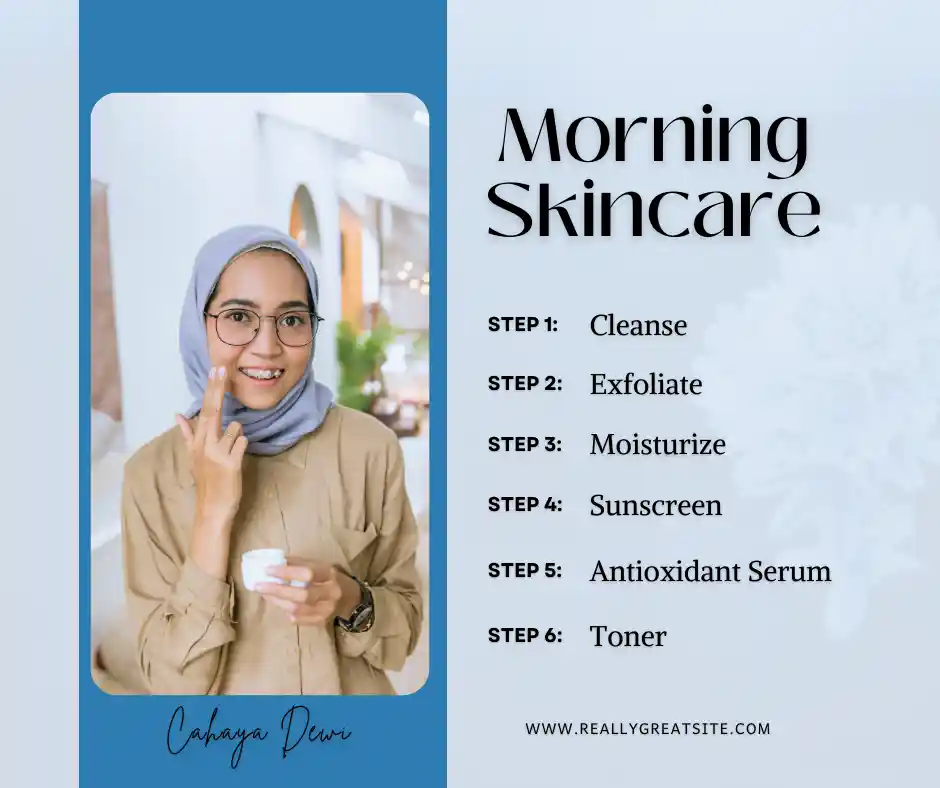 Morning
Skincare
STEP 1: Cleanse
STEP 2: Exfoliate
STEP 3: Moisturize
STEP 4: Sunscreen
STEP 5: Antioxidant Serum
STEP 6: Toner
Cahaya Dewi
WWW.REALLYGREATSITE.COM